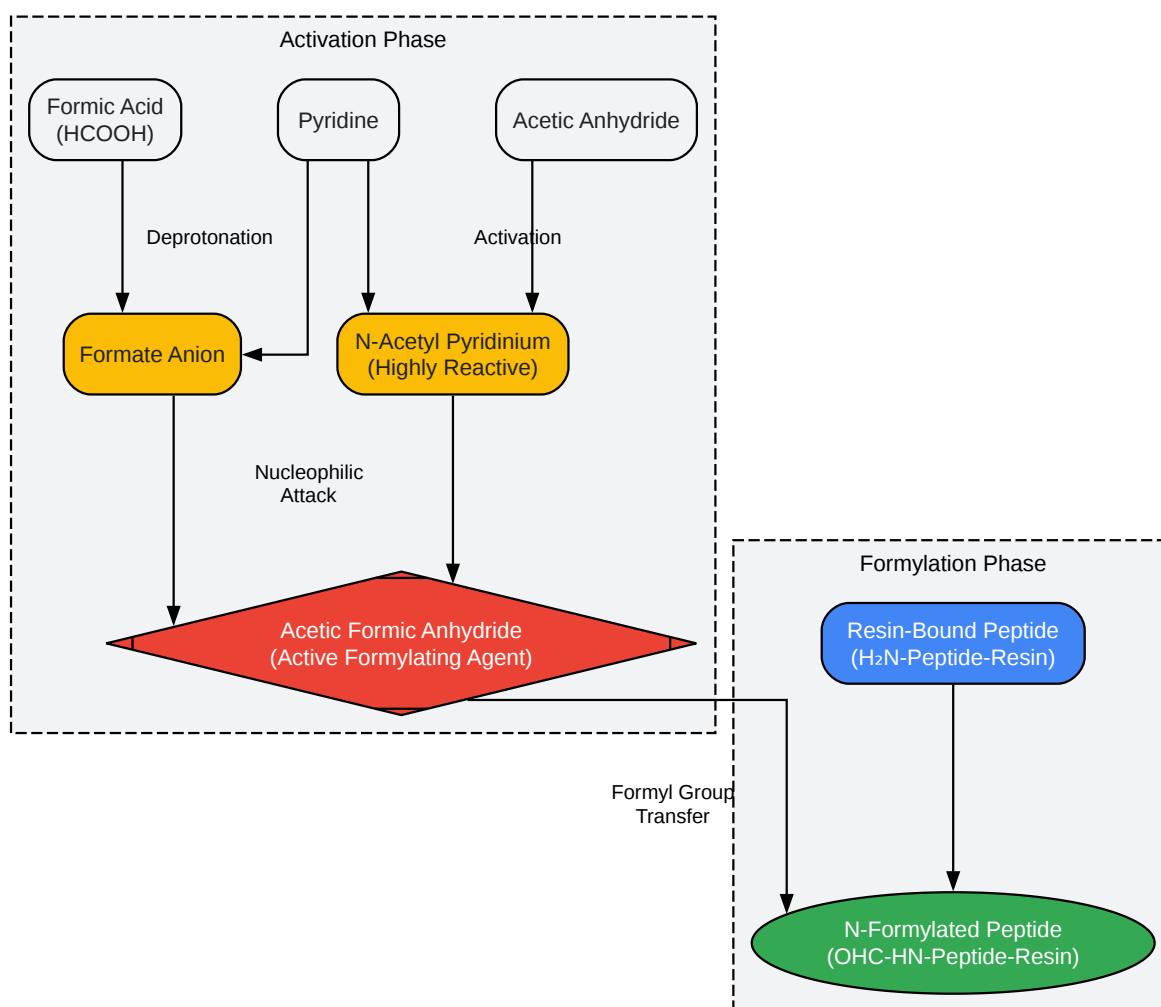 Activation Phase
Formic Acid
(HCOOH)
Pyridine
Acetic Anhydride
Deprotonation
Activation
Formate Anion
N-Acetyl Pyridinium
(Highly Reactive)
Nucleophilic
Attack
Acetic Formic Anhydride
(Active Formylating Agent)
Formylation Phase
Resin-Bound Peptide
(H₂N-Peptide-Resin)
Formyl Group
Transfer
N-Formylated Peptide
(OHC-HN-Peptide-Resin)